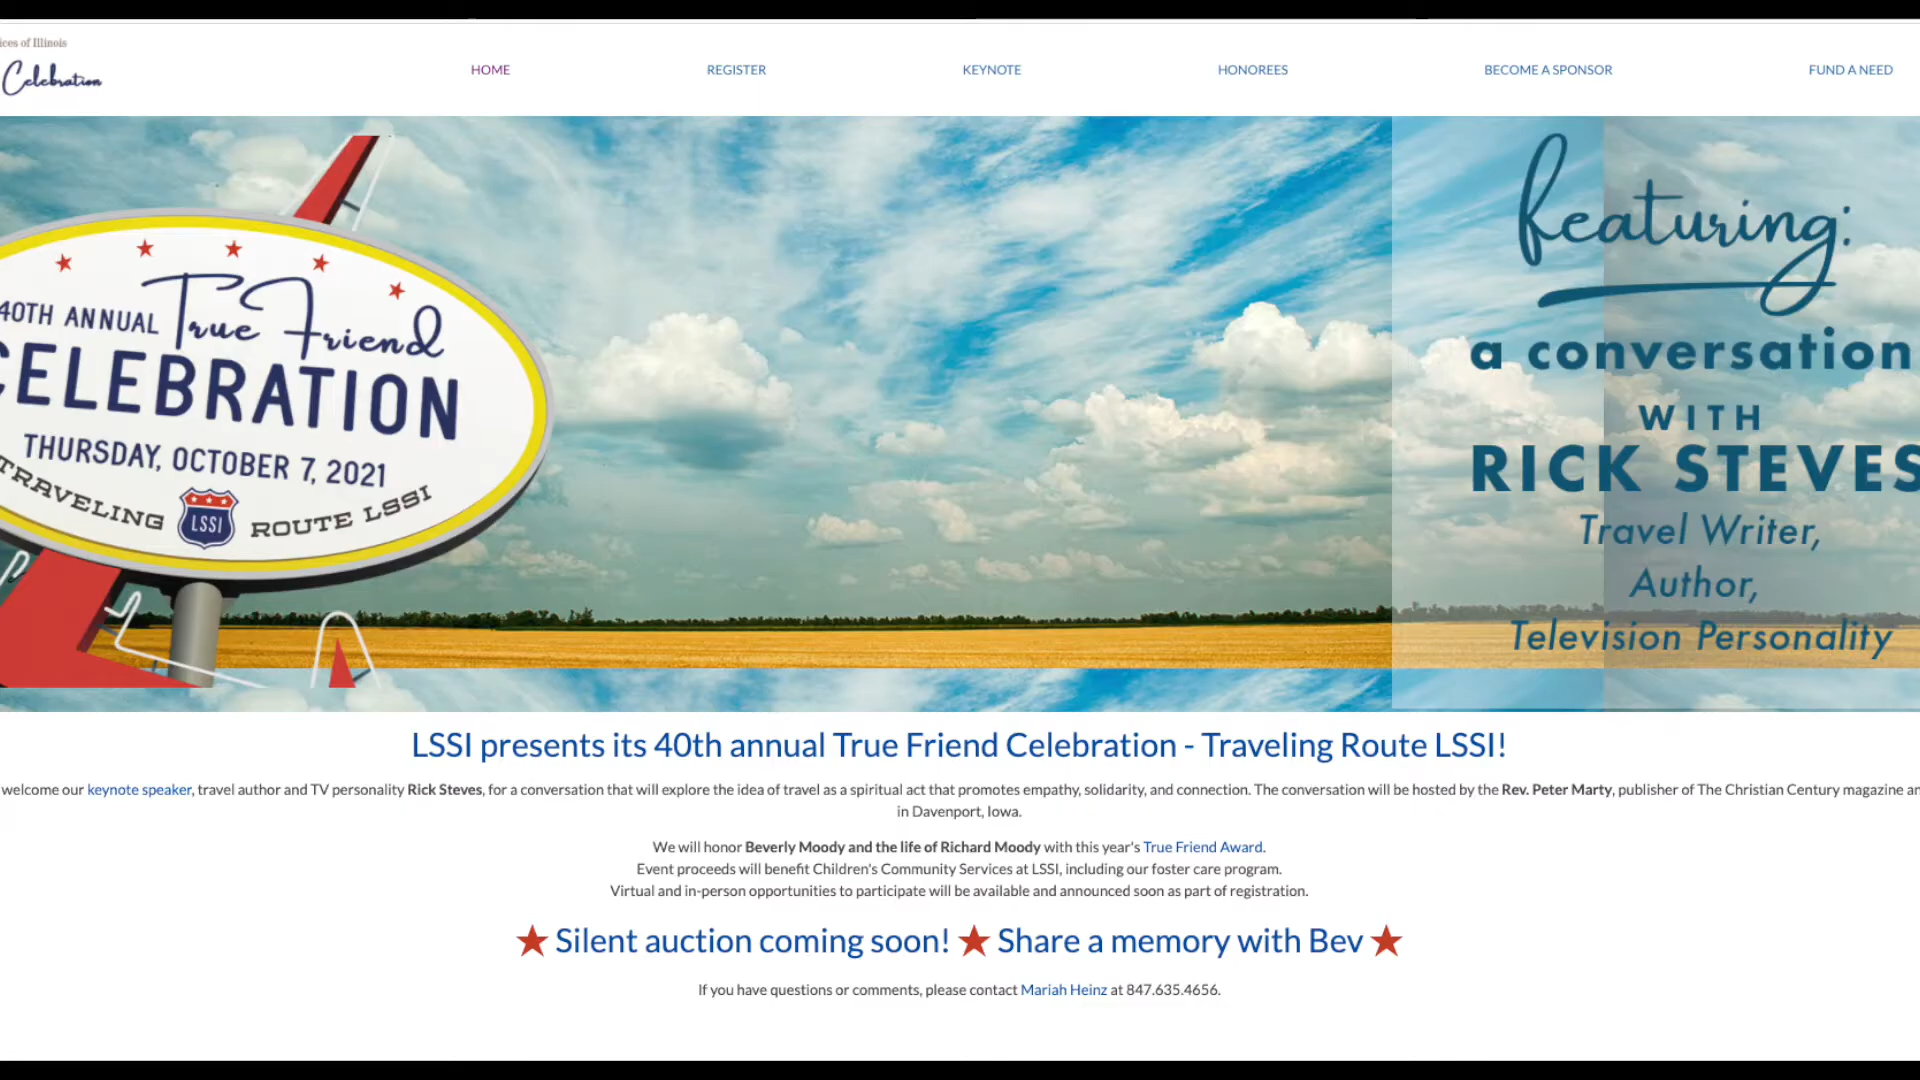 ices of Illinois
Celebration
HOME
REGISTER
KEYNOTE
HONOREES
BECOME A SPONSOR
FUND A NEED
40TH ANNUAL True Friend
CELEBRATION
THURSDAY, OCTOBER 7, 2021
TRAVELING LSSI ROUTE LSSI
featuring:
a conversation
WITH
RICK STEVES
Travel Writer,
Author,
Television Personality
LSSI presents its 40th annual True Friend Celebration - Traveling Route LSSI!
welcome our keynote speaker, travel author and TV personality Rick Steves, for a conversation that will explore the idea of travel as a spiritual act that promotes empathy, solidarity, and connection. The conversation will be hosted by the Rev. Peter Marty, publisher of The Christian Century magazine an
in Davenport, Iowa.
We will honor Beverly Moody and the life of Richard Moody with this year's True Friend Award.
Event proceeds will benefit Children's Community Services at LSSI, including our foster care program.
Virtual and in-person opportunities to participate will be available and announced soon as part of registration.
★ Silent auction coming soon! ★ Share a memory with Bev ★
If you have questions or comments, please contact Mariah Heinz at 847.635.4656.